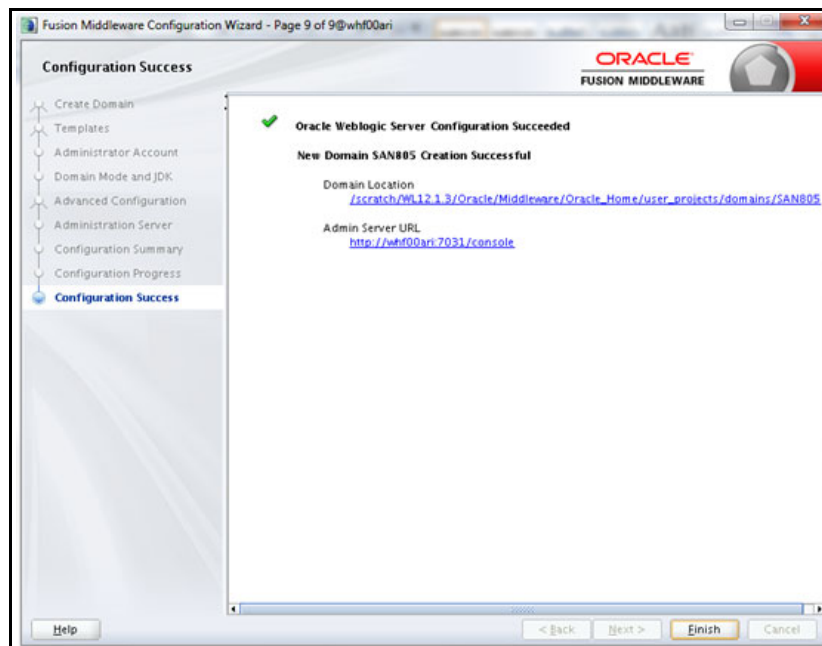 Fusion Middleware Configuration Wizard - Page 9 of 9@whf00ari
Configuration Success
ORACLE
FUSION MIDDLEWARE
Create Domain
Templates
Administrator Account
Domain Mode and JDK
Advanced Configuration
Administration Server
Configuration Summary
Configuration Progress
Configuration Success
Oracle Weblogic Server Configuration Succeeded
New Domain SAN805 Creation Successful
Domain Location
/scratch/WL12.1.3/Oracle/Middleware/Oracle_Home/user_projects/domains/SAN805
Admin Server URL
http://whf00ari:7031/console
Help
< Back
Next >
Finish
Cancel